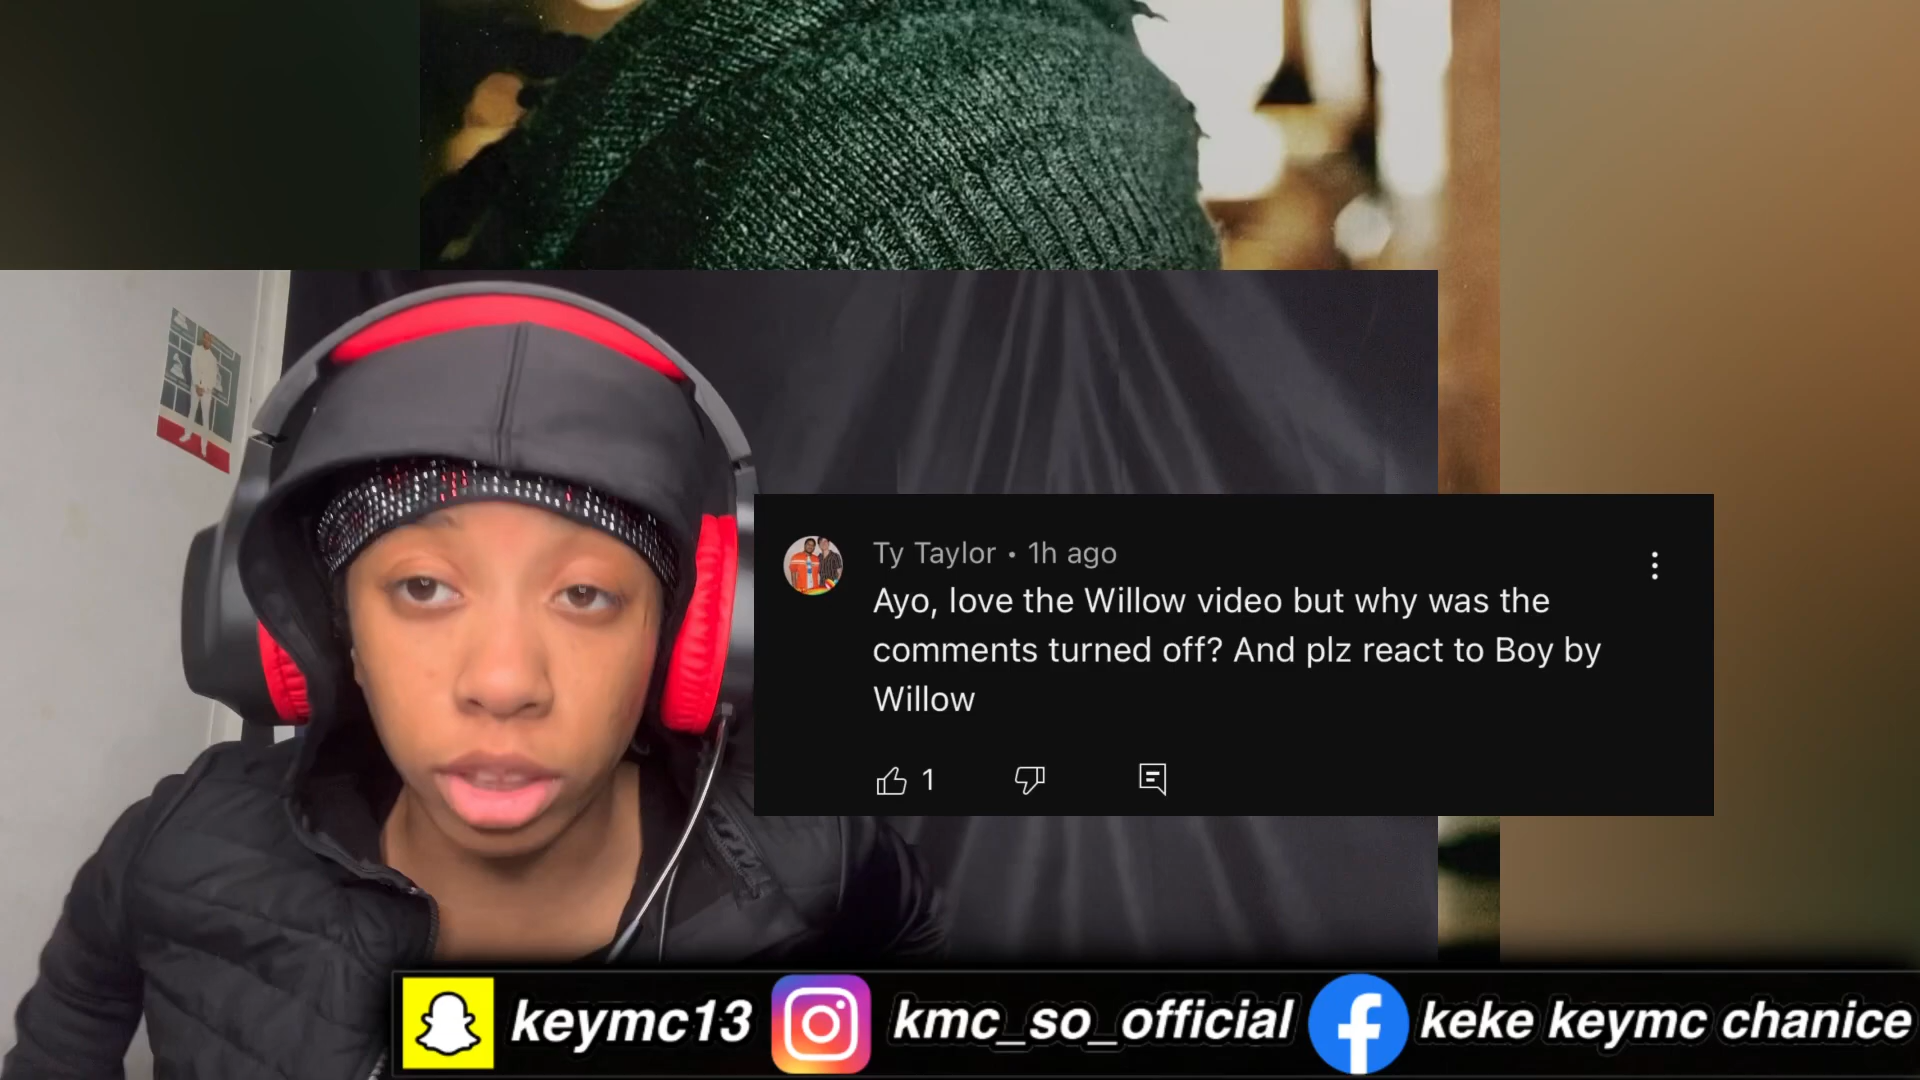 Ty Taylor • 1h ago
Ayo, love the Willow video but why was the
comments turned off? And plz react to Boy by
Willow
1
keymc13 kmc_so_official keke keymc chanice